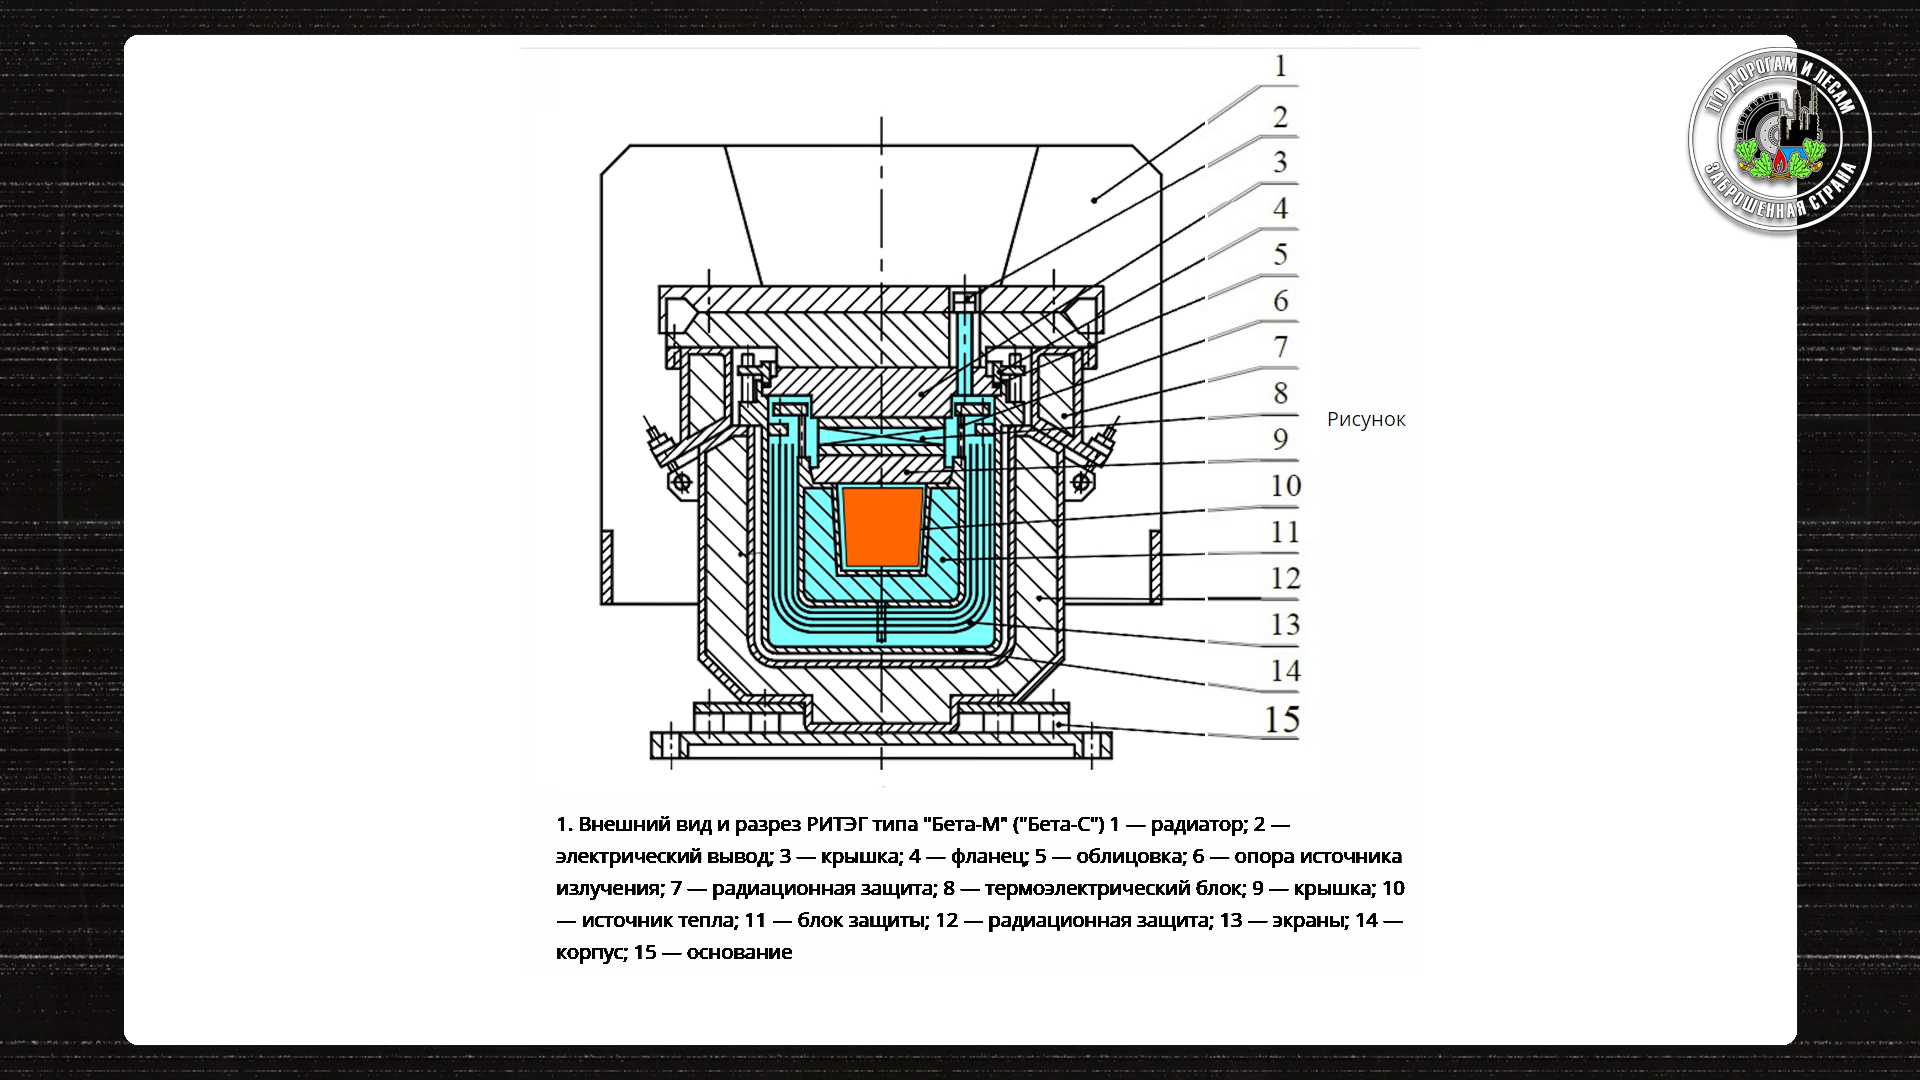 1
2
3
4
5
6
7
8
9
10
11
12
13
14
15
Рисунок
1. Внешний вид и разрез РИТЭГ типа "Бета-М" ("Бета-С") 1 — радиатор; 2 —
электрический вывод; 3 — крышка; 4 — фланец; 5 — облицовка; 6 — опора источника
излучения; 7 — радиационная защита; 8 — термоэлектрический блок; 9 — крышка; 10
— источник тепла; 11 — блок защиты; 12 — радиационная защита; 13 — экраны; 14 —
корпус; 15 — основание
ПО ДОРОГАМ И ЛЕСАМ
ЗАБРОШЕННАЯ СТРАНА